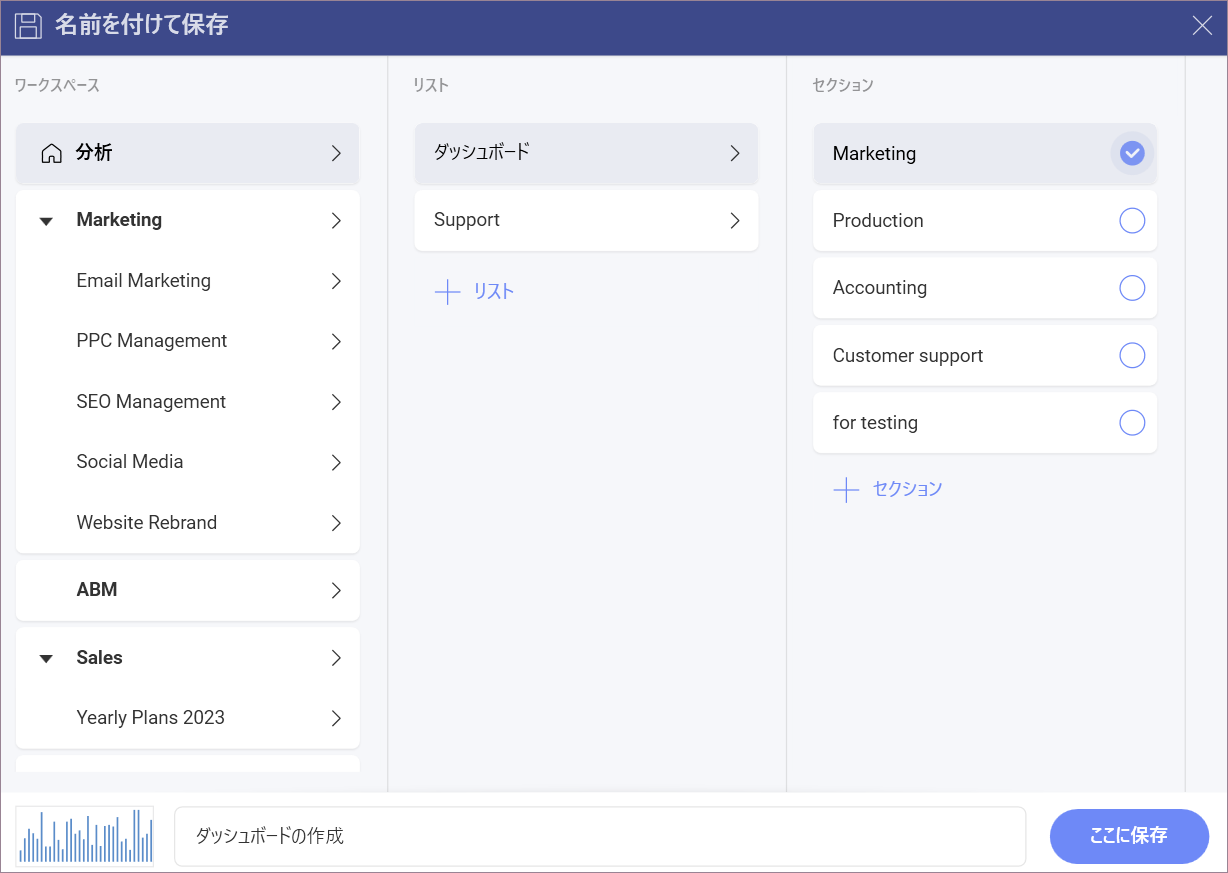 名前を付けて保存
ワークスペース
分析
Marketing
Email Marketing
PPC Management
SEO Management
Social Media
Website Rebrand
ABM
Sales
Yearly Plans 2023
リスト
ダッシュボード
Support
リスト
セクション
Marketing
Production
Accounting
Customer support
for testing
セクション
ダッシュボードの作成
ここに保存